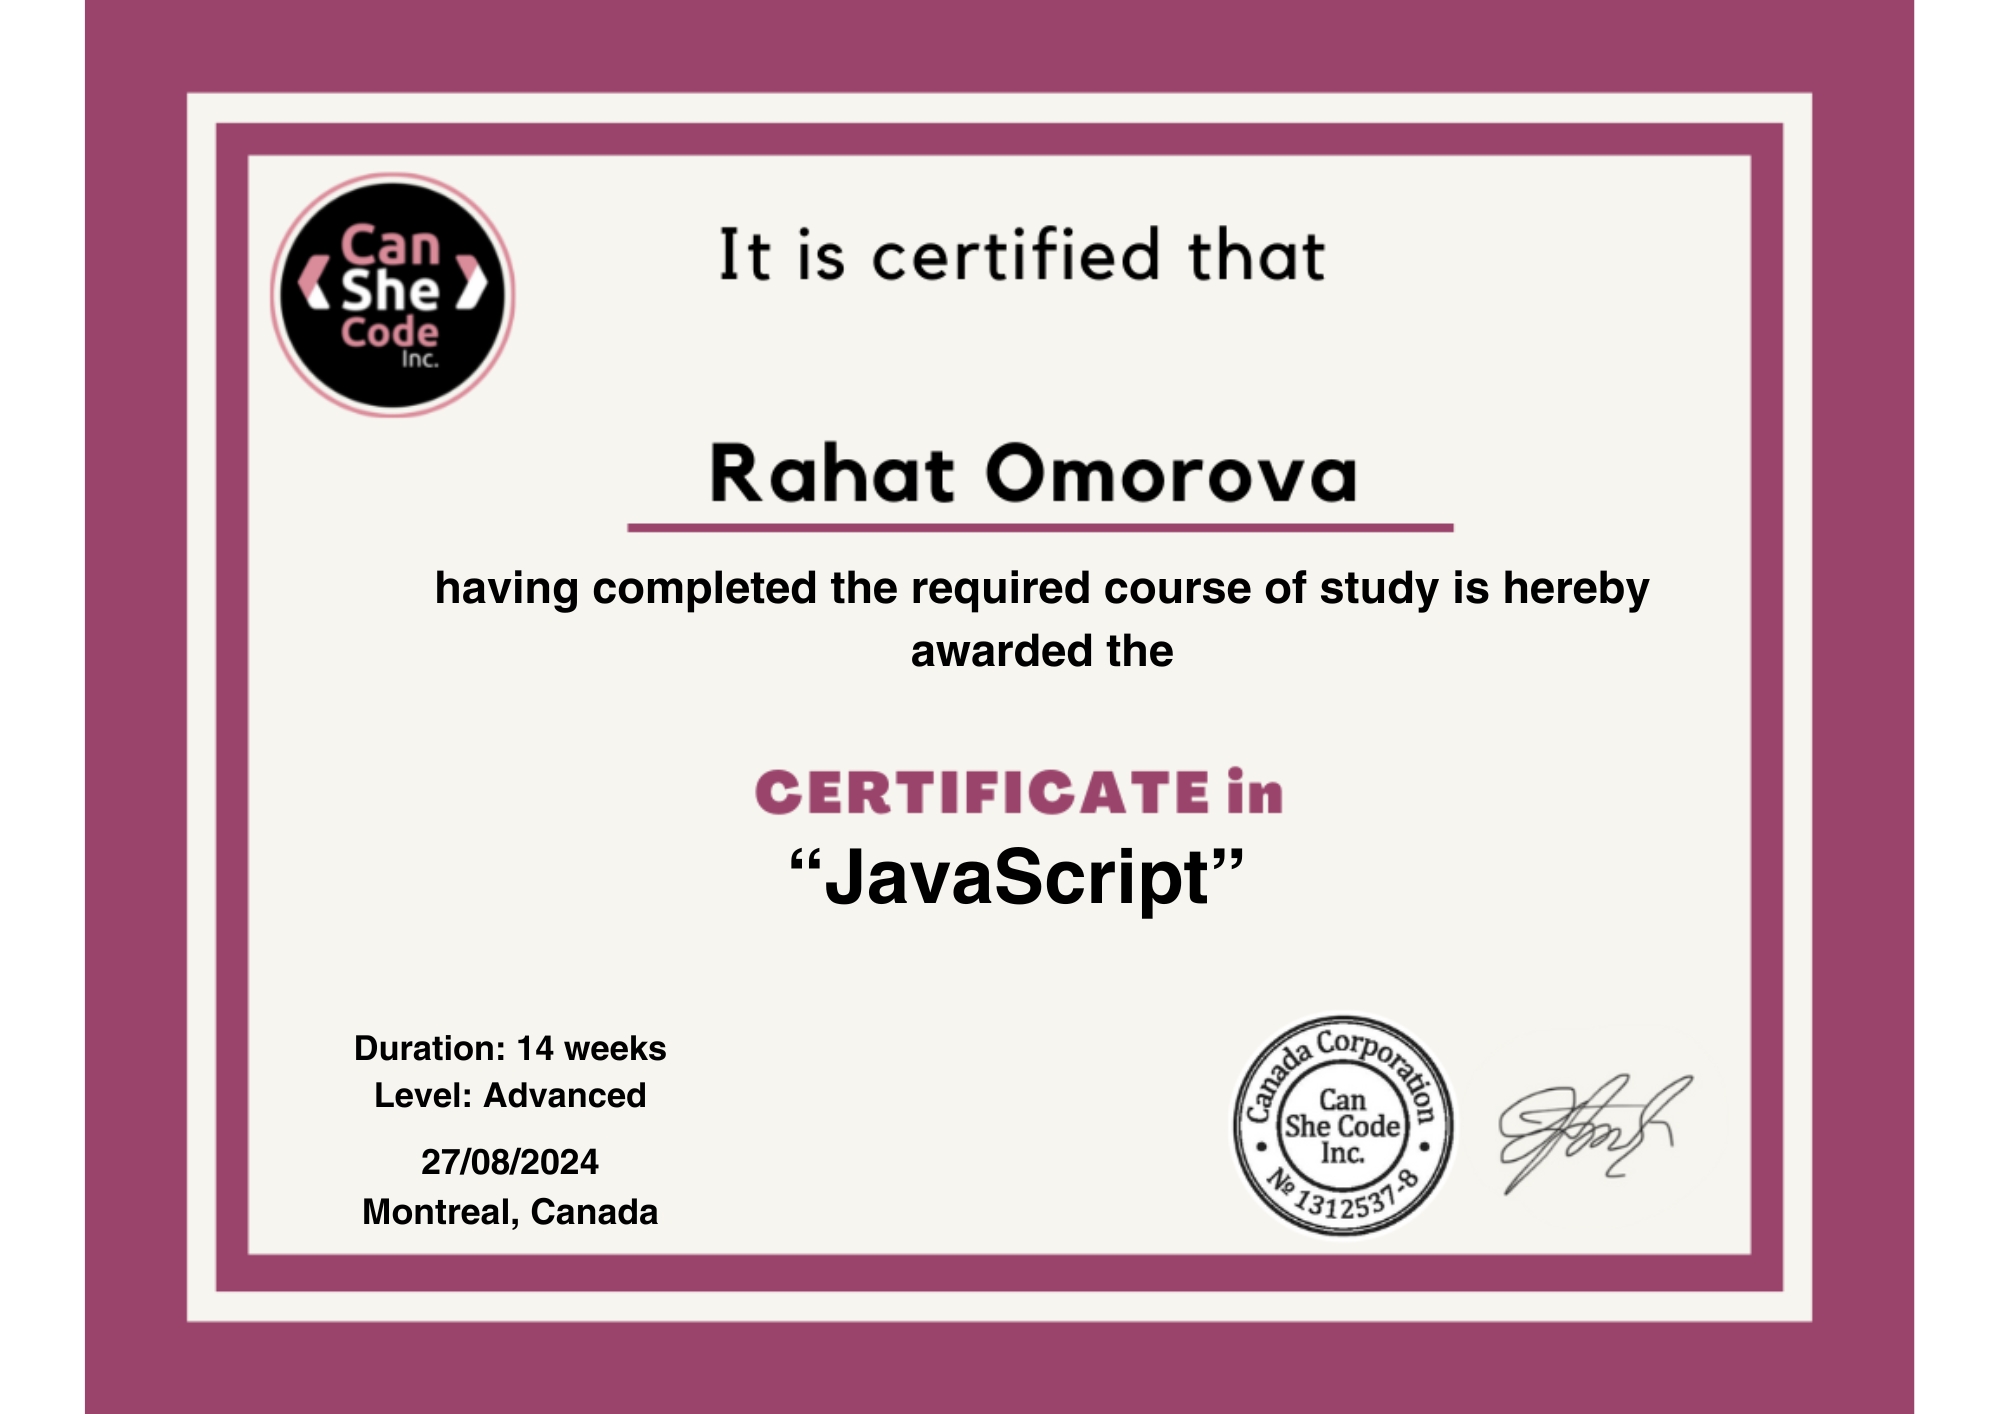 Can
She
Code
Inc.
It is certified that
Rahat Omorova
having completed the required course of study is hereby
awarded the
CERTIFICATE in
“JavaScript”
Duration: 14 weeks
Level: Advanced
27/08/2024
Montreal, Canada
Canada Corporation
Can
She Code
Inc.
№ 1312537-8